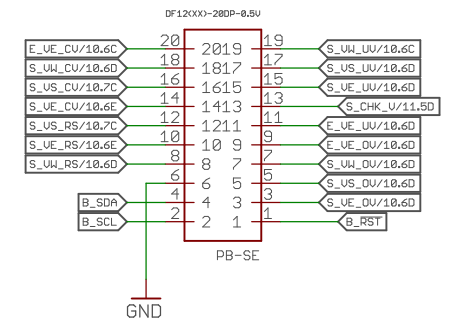 DF12(XX)-20DP-0.5V
E_VE_CV/10.6C 20 2019 19 S_VW_UV/10.6C
S_VW_CV/10.6D 18 1817 17 S_VS_UV/10.6D
S_VS_CV/10.7C 16 1615 15 S_VE_UV/10.6D
S_VE_CV/10.6E 14 1413 13 S_CHK_V/11.5D
S_VS_RS/10.7C 12 1211 11 E_VE_UV/10.6D
S_VE_RS/10.6E 10 10 9 9 E_VE_OV/10.6D
S_VW_RS/10.6D 8 8 7 7 S_VW_OV/10.6D
6 6 5 5 S_VS_OV/10.6D
B_SDA 4 4 3 3 S_VE_OV/10.6D
B_SCL 2 2 1 1 B_RST
PB-SE
GND